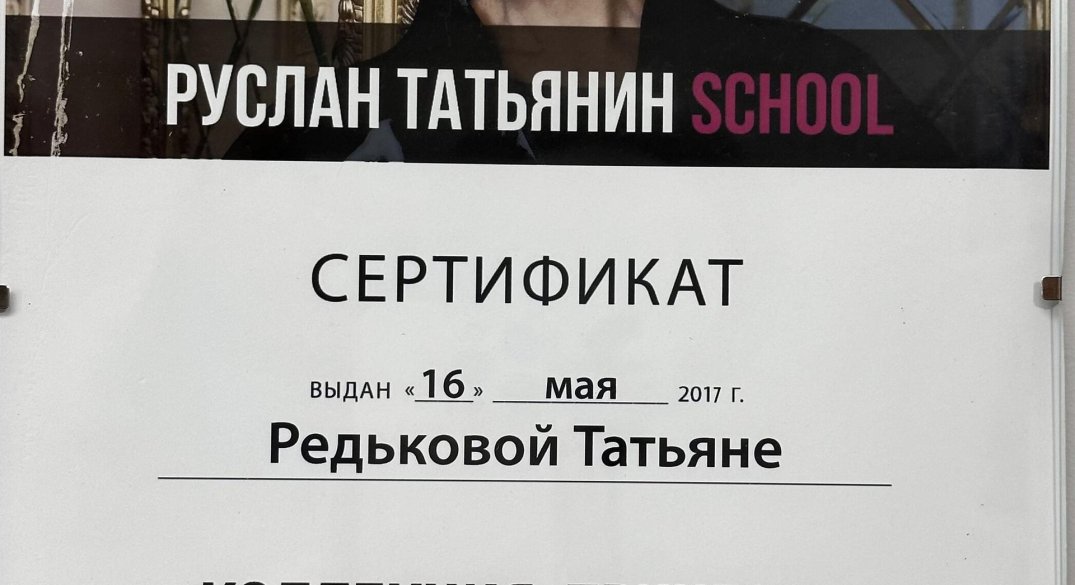 РУСЛАН ТАТЬЯНИН SCHOOL
СЕРТИФИКАТ
ВЫДАН «16» мая 2017 Г.
Редьковой Татьяне